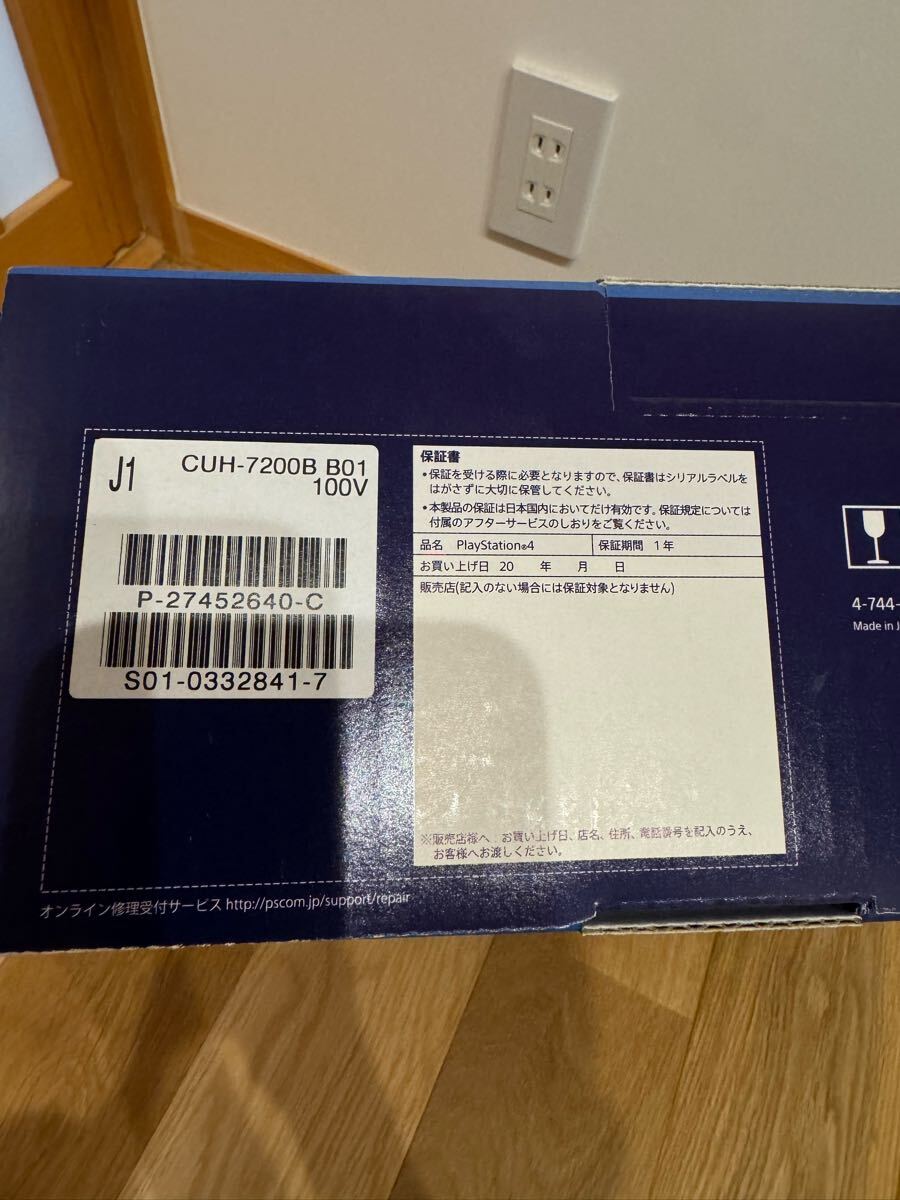 J1
CUH-7200B B01
100V
P-27452640-C
S01-0332841-7
保証書
•保証を受ける際に必要となりますので、保証書はシリアルラベルを
はがさずに大切に保管してください。
•本製品の保証は日本国内においてだけ有効です。保証規定については
付属のアフターサービスのしおりをご覧ください。
品名 PlayStation®4 保証期間 1年
お買い上げ日 20 年 月 日
販売店(記入のない場合には保証対象となりません)
※販売店様へ:お買い上げ日、店名、住所、電話番号を記入のうえ、
お客様へお渡しください。
オンライン修理受付サービス http://pscom.jp/support/repair
4-744-
Made in J